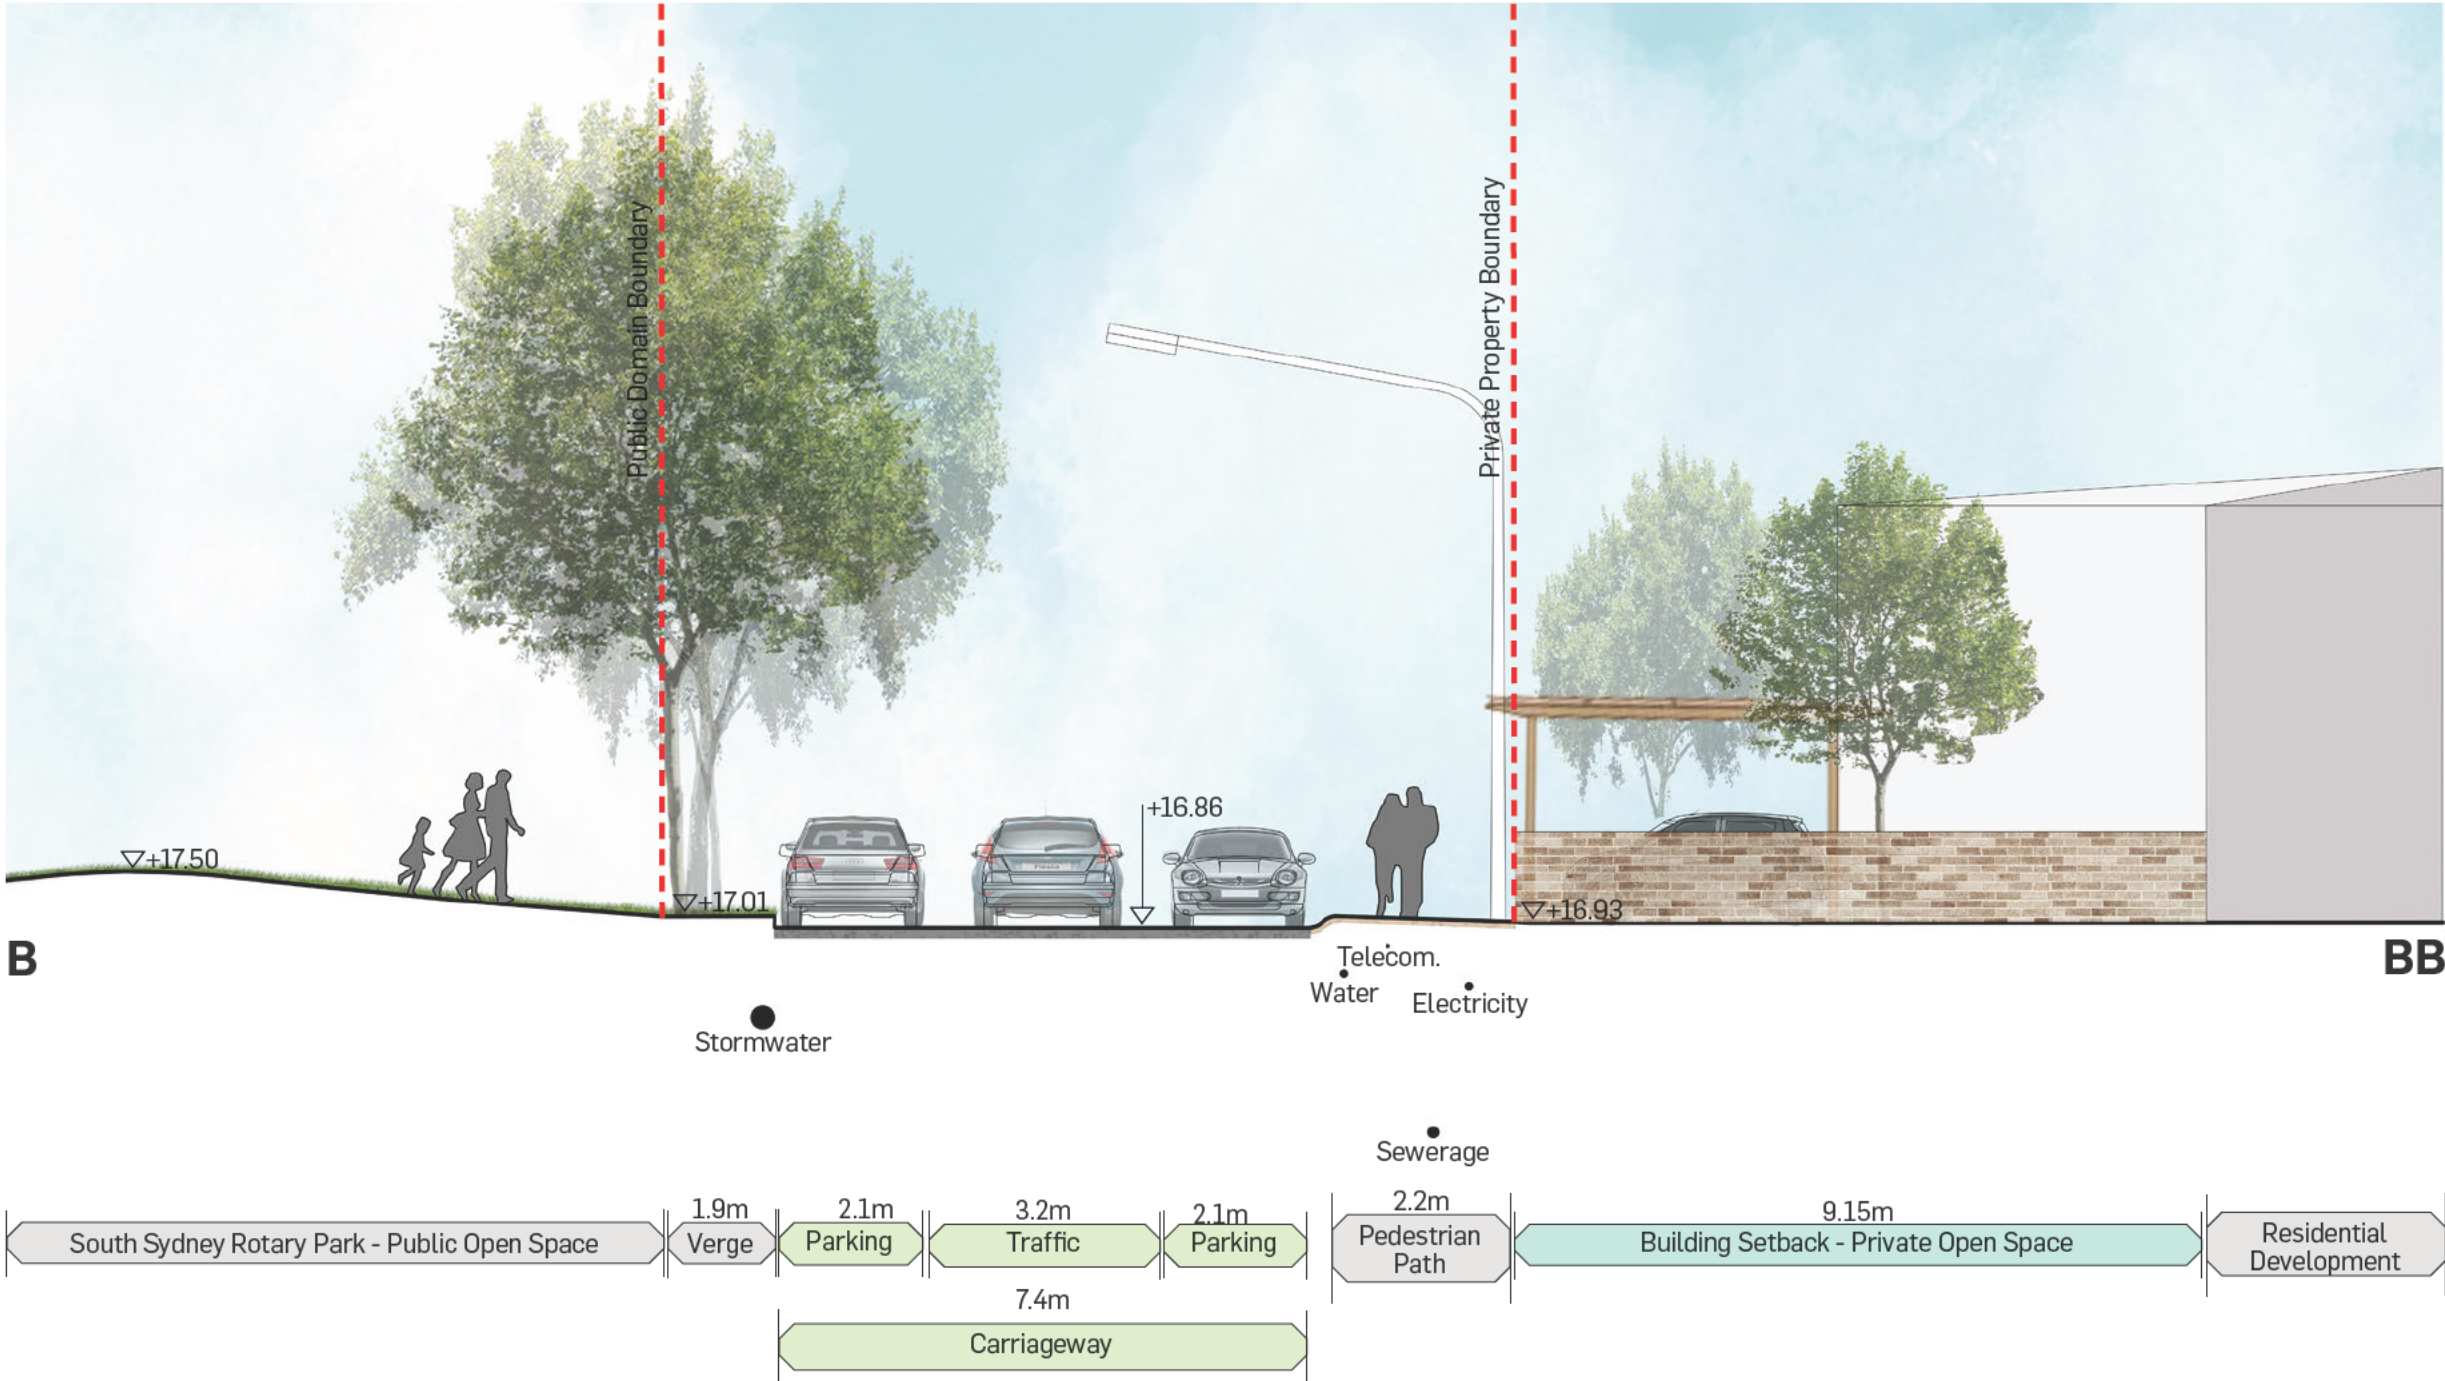 Public Domain Boundary
Private Property Boundary
+16.86
+17.50
+17.01
+16.93
B
BB
Telecom.
Water
Electricity
Stormwater
Sewerage
1.9m
2.1m
3.2m
2.1m
2.2m
9.15m
South Sydney Rotary Park - Public Open Space
Verge
Parking
Traffic
Parking
Pedestrian
Path
Building Setback - Private Open Space
Residential
Development
7.4m
Carriageway
Fiesta